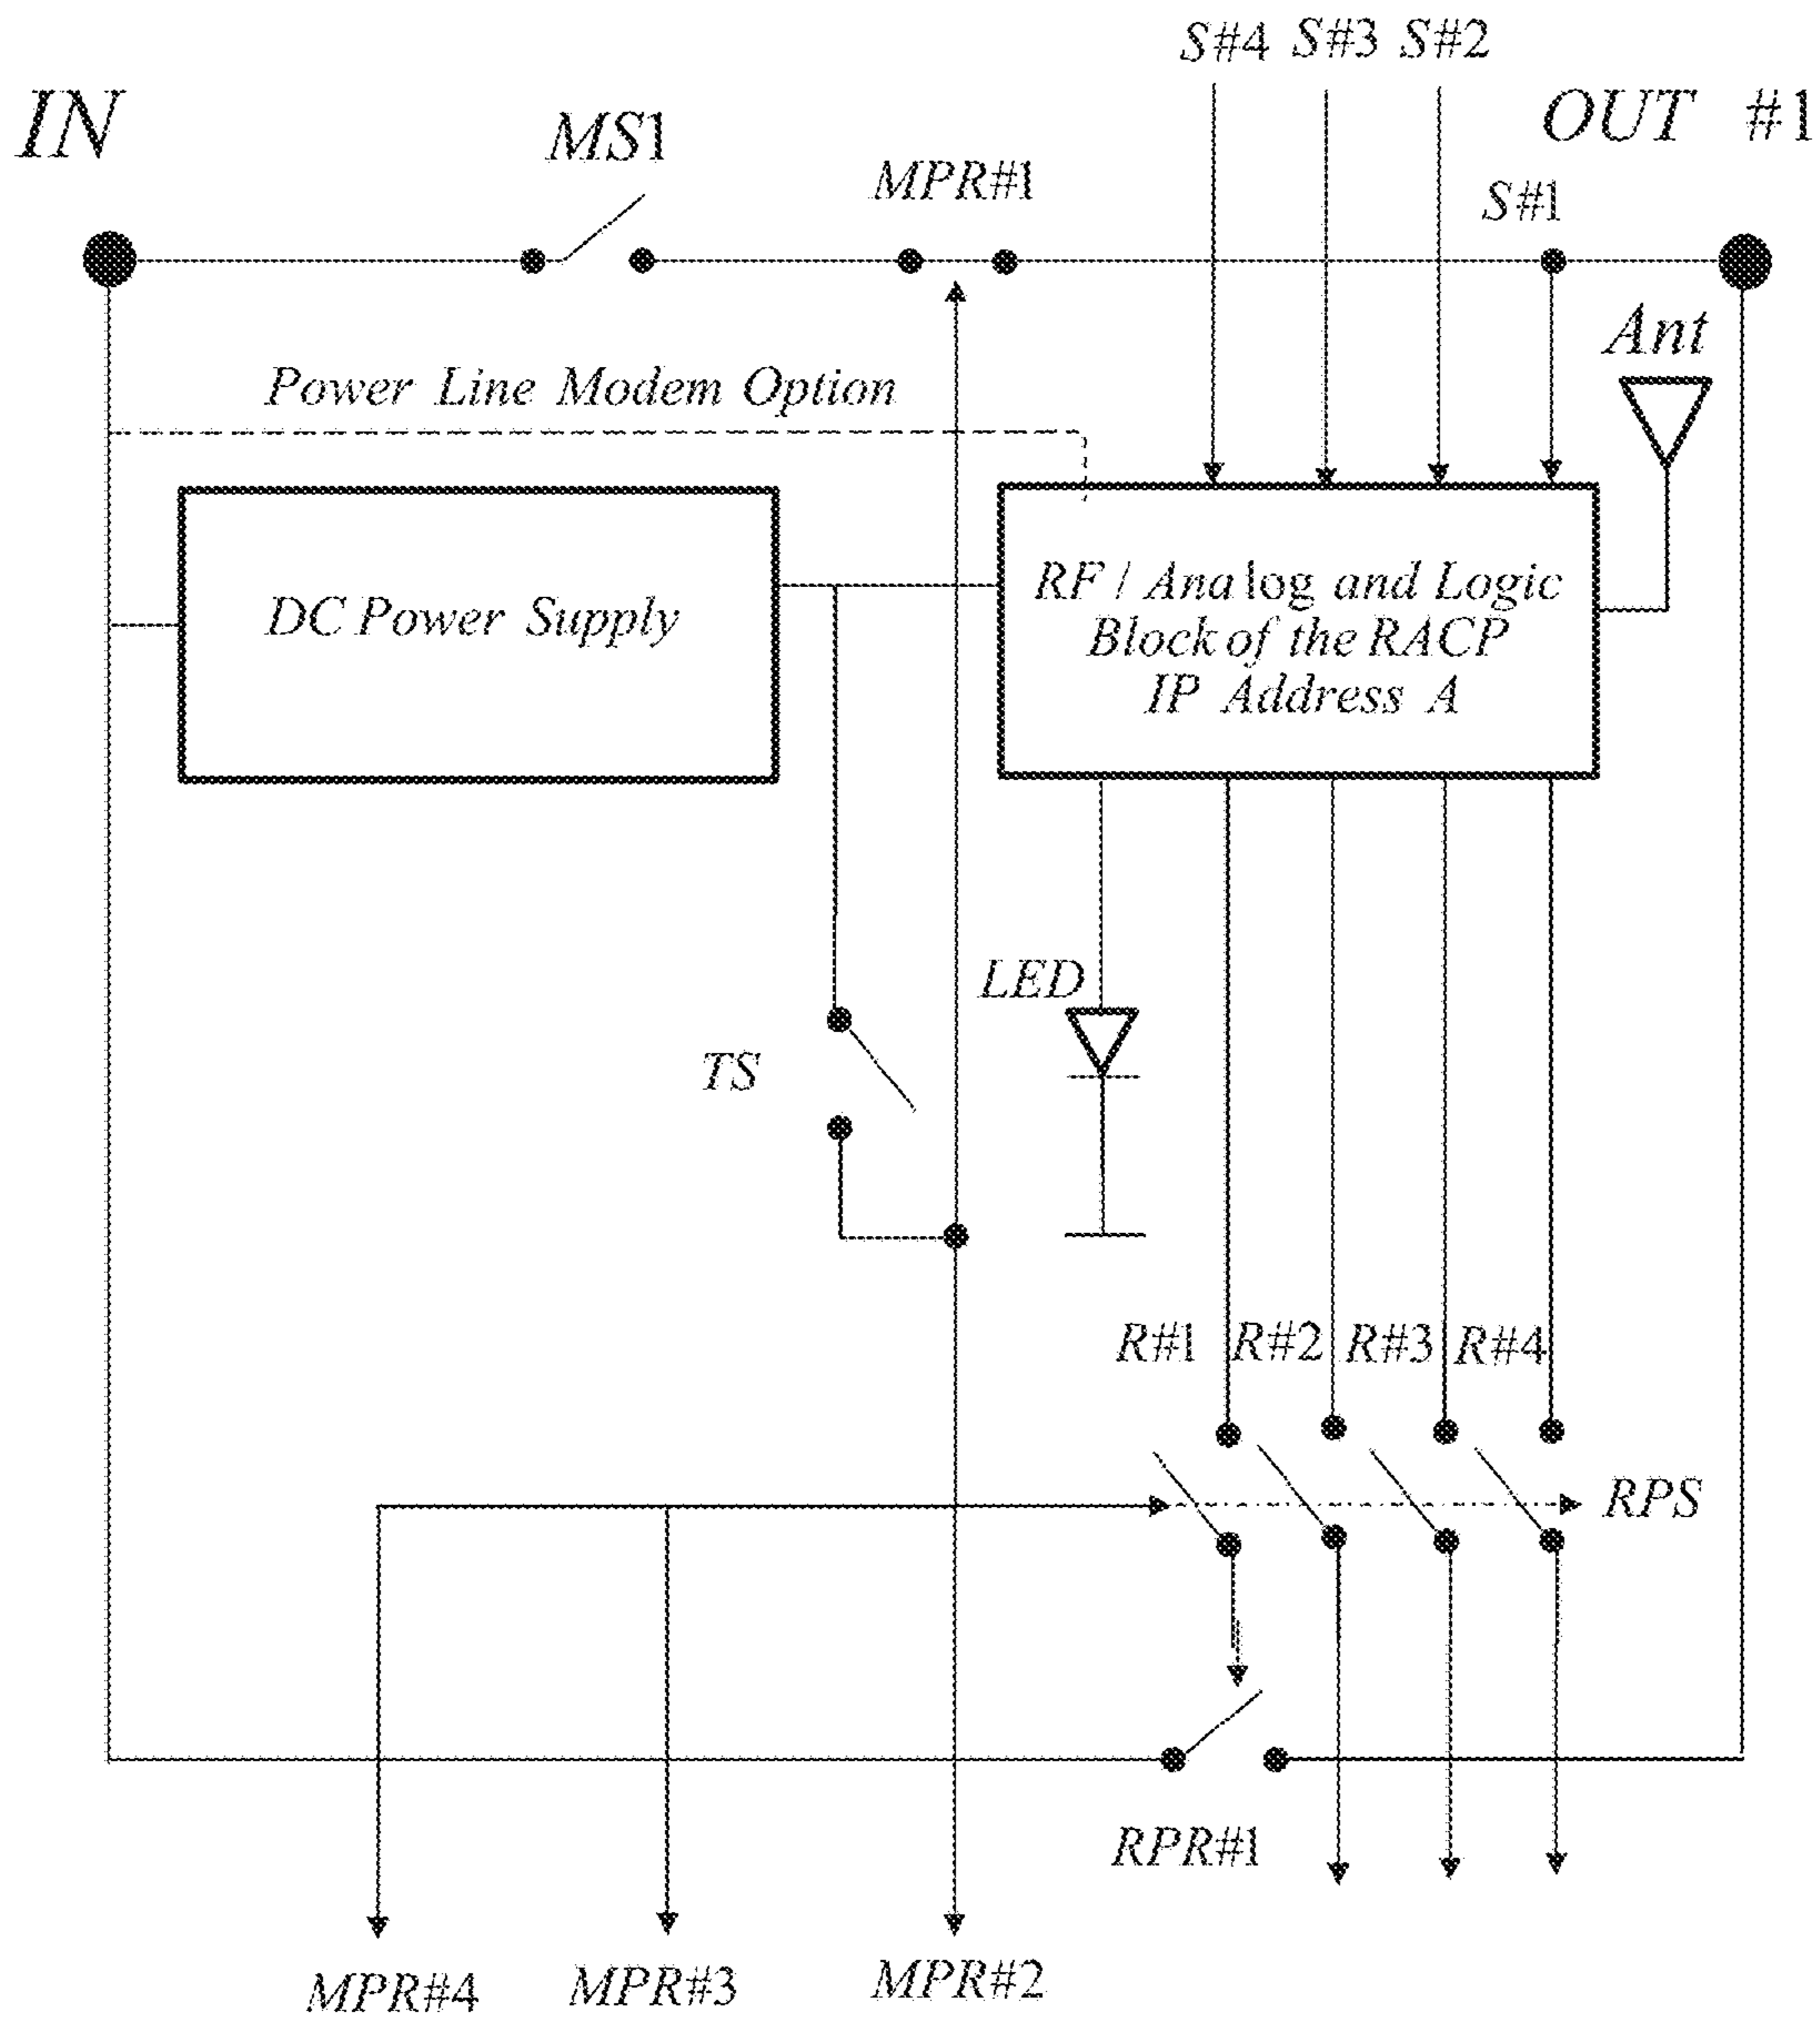 S#4 S#3 S#2
IN
OUT #1
MS1
MPR#1
S#1
Ant
Power Line Modem Option
DC Power Supply
RF / Analog and Logic
Block of the RACP
IP Address A
LED
TS
R#1 R#2 R#3 R#4
RPS
RPR#1
MPR#4 MPR#3 MPR#2